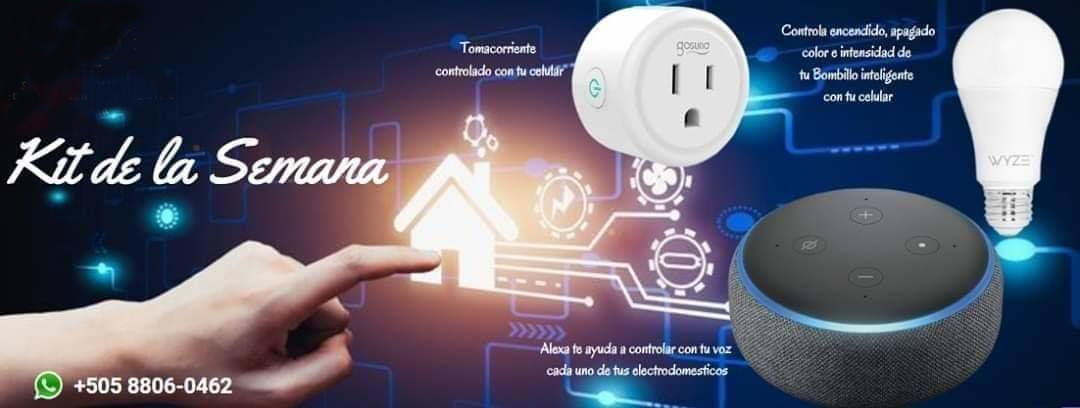 Kit de la Semana
Tomacorriente
controlado con tu celular
gosund
Controla encendido, apagado
color e intensidad de
tu Bombillo inteligente
con tu celular
WYZE
Alexa te ayuda a controlar con tu voz
cada uno de tus electrodomesticos
+505 8806-0462